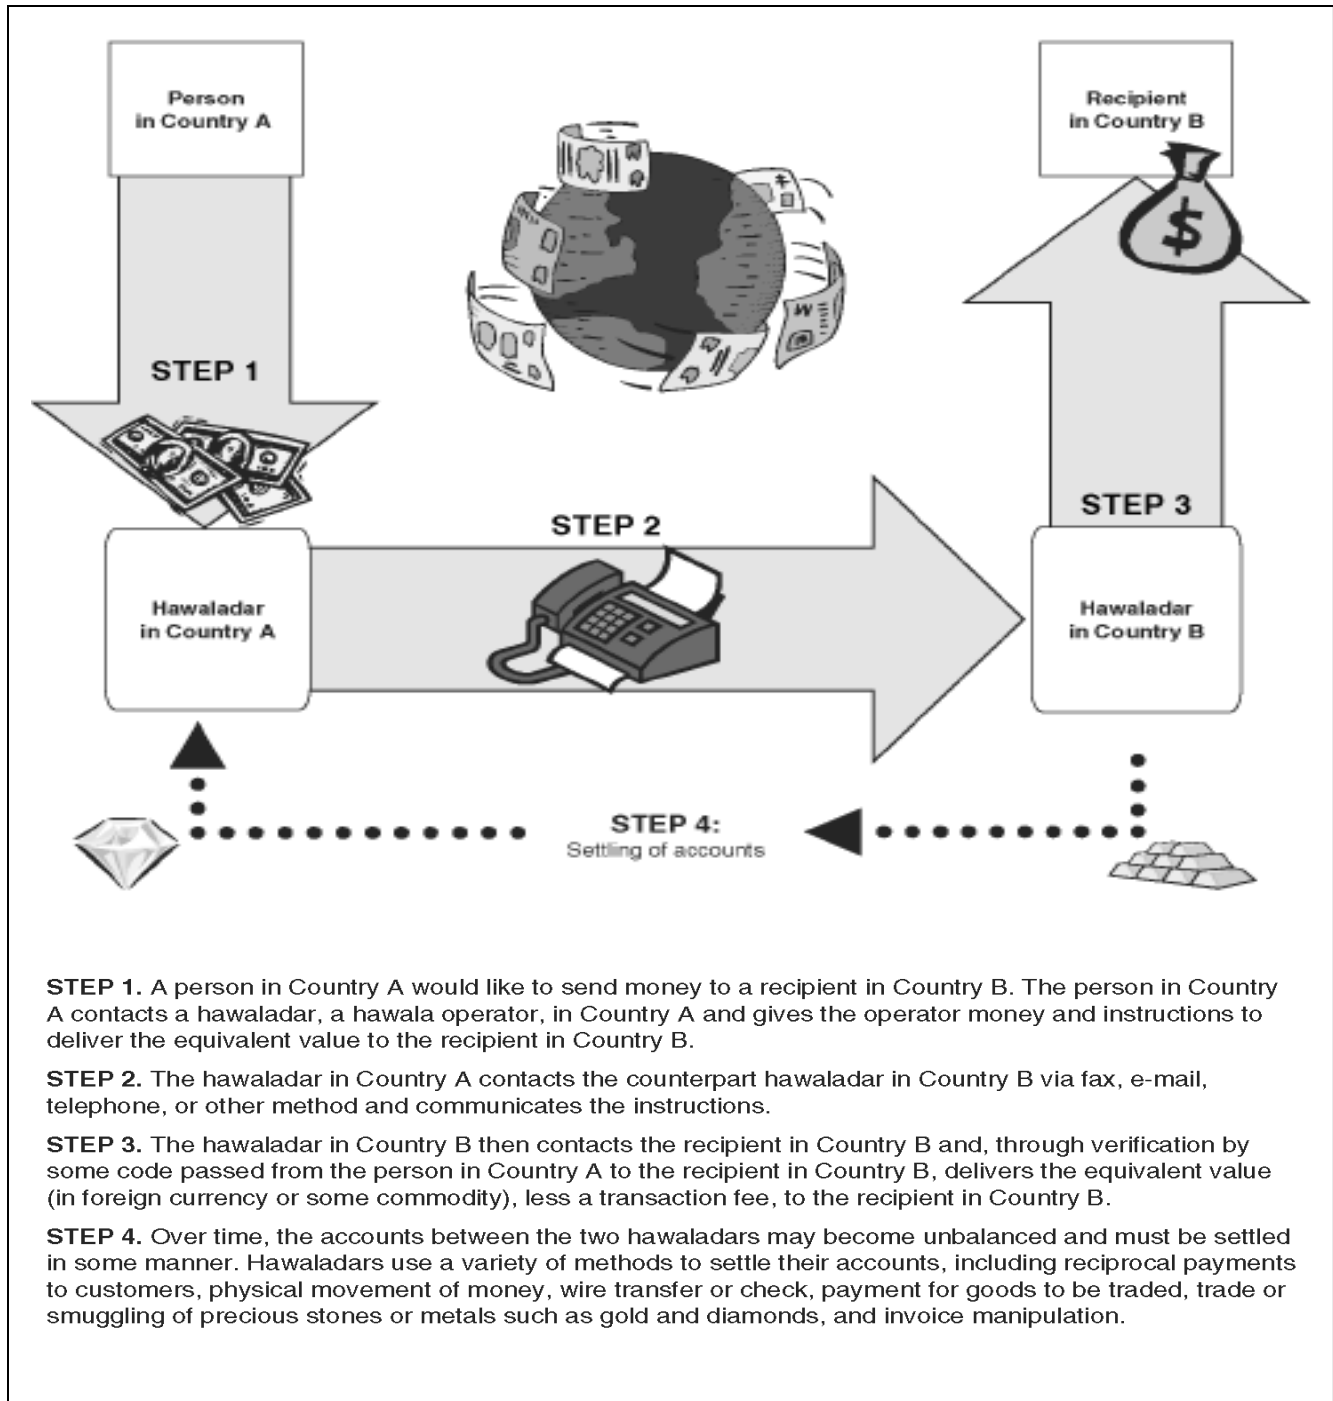 Person
in Country A
Recipient
in Country B
$
STEP 1
STEP 2
STEP 3
Hawaladar
in Country A
Hawaladar
in Country B
STEP 4:
Settling of accounts
STEP 1. A person in Country A would like to send money to a recipient in Country B. The person in Country
A contacts a hawaladar, a hawala operator, in Country A and gives the operator money and instructions to
deliver the equivalent value to the recipient in Country B.
STEP 2. The hawaladar in Country A contacts the counterpart hawaladar in Country B via fax, e-mail,
telephone, or other method and communicates the instructions.
STEP 3. The hawaladar in Country B then contacts the recipient in Country B and, through verification by
some code passed from the person in Country A to the recipient in Country B, delivers the equivalent value
(in foreign currency or some commodity), less a transaction fee, to the recipient in Country B.
STEP 4. Over time, the accounts between the two hawaladars may become unbalanced and must be settled
in some manner. Hawaladars use a variety of methods to settle their accounts, including reciprocal payments
to customers, physical movement of money, wire transfer or check, payment for goods to be traded, trade or
smuggling of precious stones or metals such as gold and diamonds, and invoice manipulation.